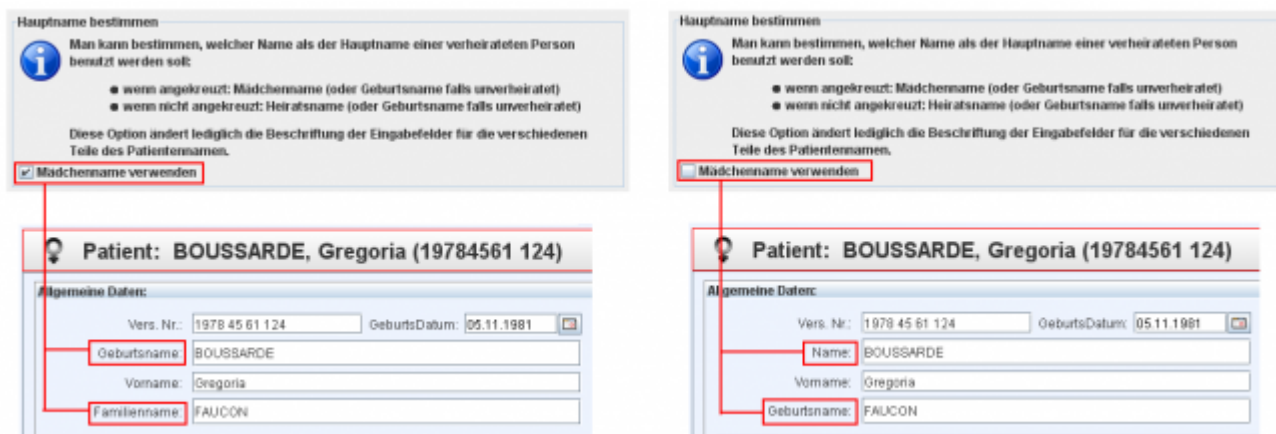 Hauptname bestimmen
Man kann bestimmen, welcher Name als der Hauptname einer verheirateten Person
benutzt werden soll:
● wenn angekreuzt: Mädchenname (oder Geburtsname falls unverheiratet)
● wenn nicht angekreuzt: Heiratsname (oder Geburtsname falls unverheiratet)
Diese Option ändert lediglich die Beschriftung der Eingabefelder für die verschiedenen
Teile des Patientennamen.
Mädchenname verwenden
Patient: BOUSSARDE, Gregoria (19784561 124)
Allgemeine Daten:
Vers. Nr.: 1978 45 61 124 GeburtsDatum: 05.11.1981
Geburtsname: BOUSSARDE
Vorname: Gregoria
Familienname: FAUCON
Hauptname bestimmen
Man kann bestimmen, welcher Name als der Hauptname einer verheirateten Person
benutzt werden soll:
● wenn angekreuzt: Mädchenname (oder Geburtsname falls unverheiratet)
● wenn nicht angekreuzt: Heiratsname (oder Geburtsname falls unverheiratet)
Diese Option ändert lediglich die Beschriftung der Eingabefelder für die verschiedenen
Teile des Patientennamen.
Mädchenname verwenden
Patient: BOUSSARDE, Gregoria (19784561 124)
Allgemeine Daten:
Vers. Nr.: 1978 45 61 124 GeburtsDatum: 05.11.1981
Name: BOUSSARDE
Vorname: Gregoria
Geburtsname: FAUCON